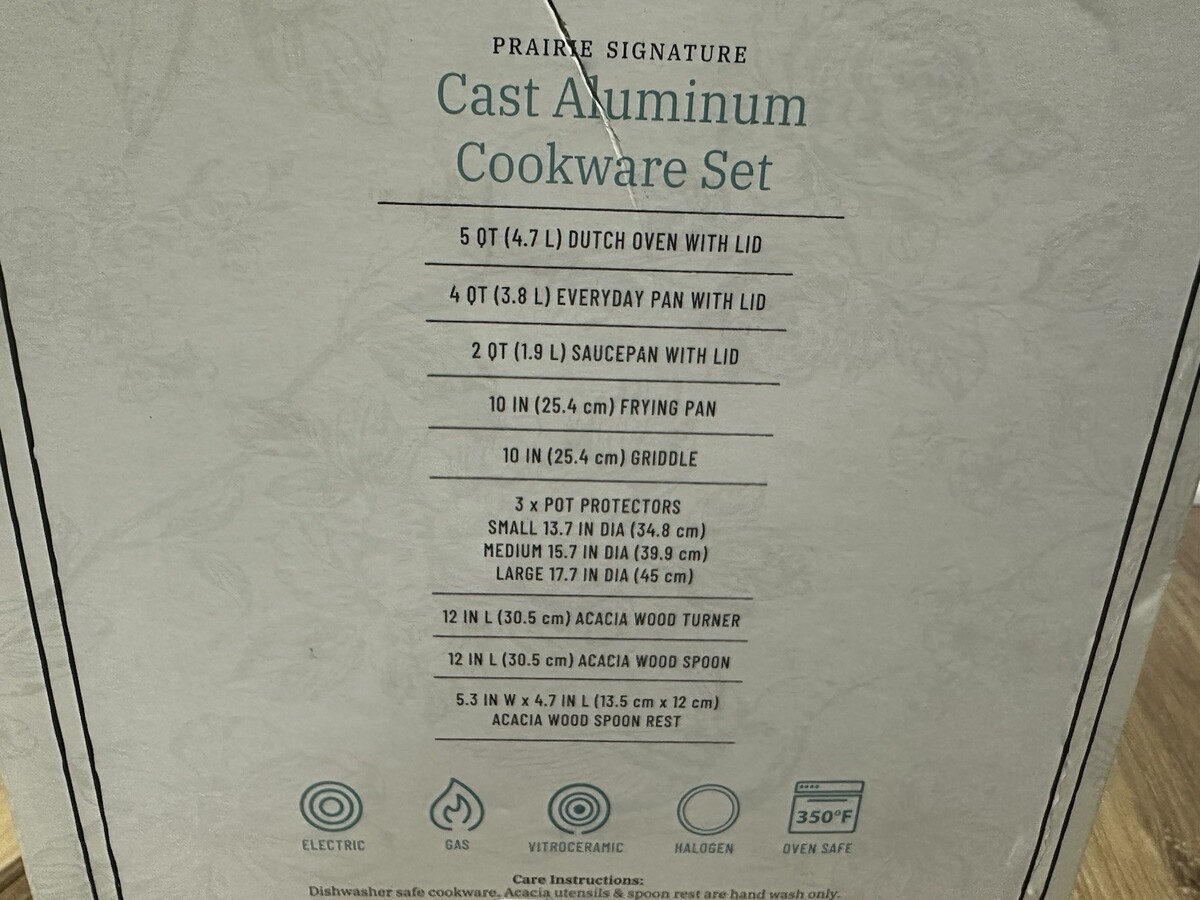 PRAIRIE SIGNATURE
Cast Aluminum
Cookware Set
5 QT (4.7 L) DUTCH OVEN WITH LID
4 QT (3.8 L) EVERYDAY PAN WITH LID
2 QT (1.9 L) SAUCEPAN WITH LID
10 IN (25.4 cm) FRYING PAN
10 IN (25.4 cm) GRIDDLE
3 x POT PROTECTORS
SMALL 13.7 IN DIA (34.8 cm)
MEDIUM 15.7 IN DIA (39.9 cm)
LARGE 17.7 IN DIA (45 cm)
12 IN L (30.5 cm) ACACIA WOOD TURNER
12 IN L (30.5 cm) ACACIA WOOD SPOON
5.3 IN W x 4.7 IN L (13.5 cm x 12 cm)
ACACIA WOOD SPOON REST
350°F
ELECTRIC GAS VITROCERAMIC HALOGEN OVEN SAFE
Care Instructions:
Dishwasher safe cookware. Acacia utensils & spoon rest are hand wash only.